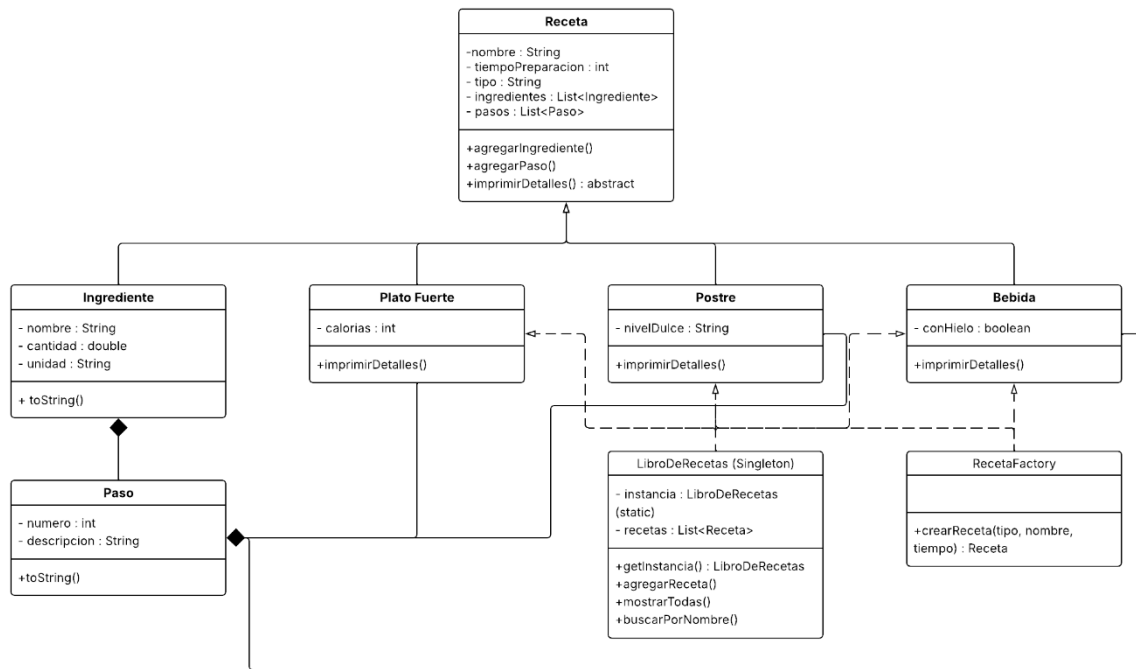 Receta
-nombre : String
- tiempoPreparacion : int
- tipo : String
- ingredientes : List<Ingrediente>
- pasos : List<Paso>
+agregarIngrediente()
+agregarPaso()
+imprimirDetalles() : abstract
Ingrediente
- nombre : String
- cantidad : double
- unidad : String
+ toString()
Plato Fuerte
- calorias : int
+imprimirDetalles()
Postre
- nivelDulce : String
+imprimirDetalles()
Bebida
- conHielo : boolean
+imprimirDetalles()
Paso
- numero : int
- descripcion : String
+toString()
LibroDeRecetas (Singleton)
- instancia : LibroDeRecetas
(static)
- recetas : List<Receta>
+getInstancia() : LibroDeRecetas
+agregarReceta()
+mostrarTodas()
+buscarPorNombre()
RecetaFactory
+crearReceta(tipo, nombre,
tiempo) : Receta